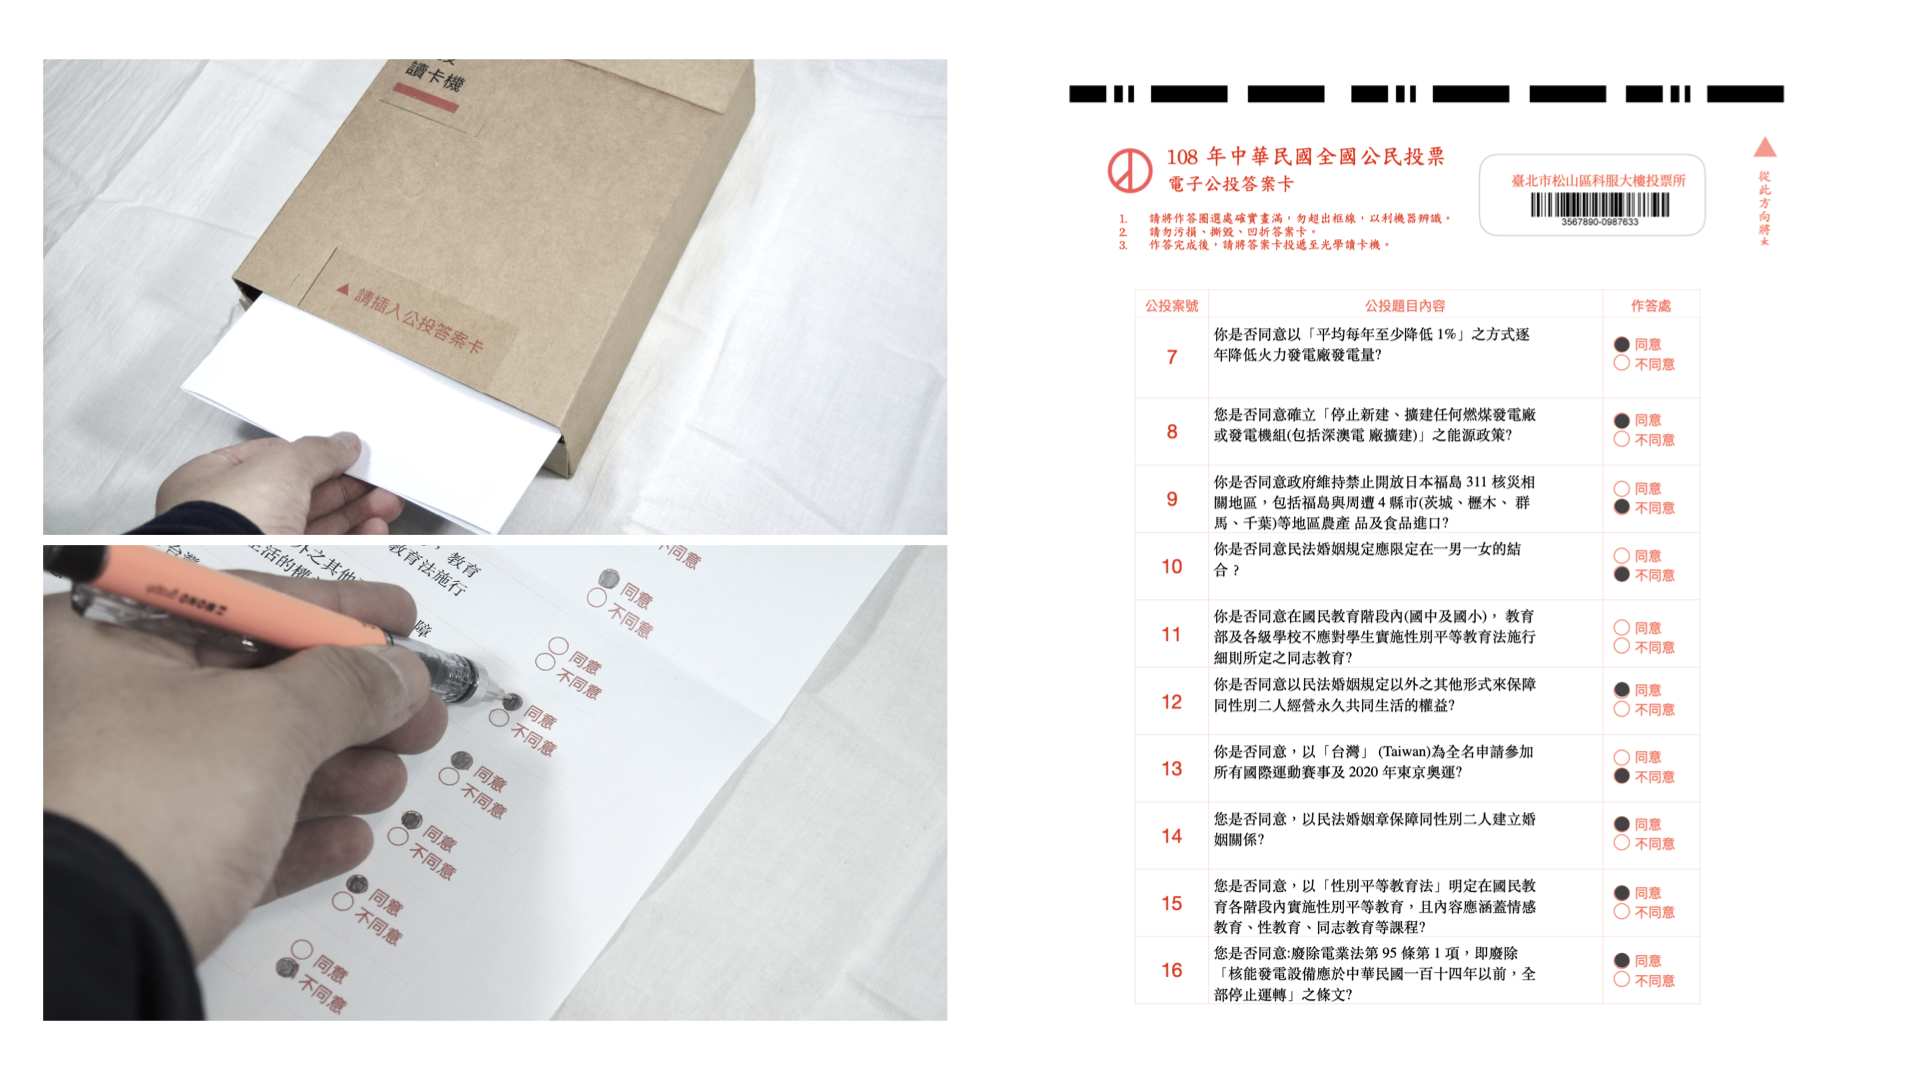 讀卡機
▲ 請插入公投答案卡
教育
教育法施行
台灣
生活的權
外之其他
障
不同意
同意
不同意
同意
不同意
同意
不同意
同意
不同意
同意
不同意
同意
不同意
同意
不同意
MONO
108 年中華民國全國公民投票
電子公投答案卡
1. 請將作答圈選處確實畫滿,勿超出框線,以利機器辨識。
2. 請勿污損、撕毀、凹折答案卡。
3. 作答完成後,請將答案卡投遞至光學讀卡機。
臺北市松山區科服大樓投票所
3567890-0987633
從此方向將
公投案號 公投題目內容 作答處
7
你是否同意以「平均每年至少降低 1%」之方式逐
年降低火力發電廠發電量?
同意
不同意
8
您是否同意確立「停止新建、擴建任何燃煤發電廠
或發電機組(包括深澳電 廠擴建)」之能源政策?
同意
不同意
9
你是否同意政府維持禁止開放日本福島 311 核災相
關地區,包括福島與周遭 4 縣市(茨城、櫪木、 群
馬、千葉)等地區農產 品及食品進口?
同意
不同意
10
你是否同意民法婚姻規定應限定在一男一女的結
合 ?
同意
不同意
11
你是否同意在國民教育階段內(國中及國小), 教育
部及各級學校不應對學生實施性別平等教育法施行
細則所定之同志教育?
同意
不同意
12
你是否同意以民法婚姻規定以外之其他形式來保障
同性別二人經營永久共同生活的權益?
同意
不同意
13
你是否同意,以「台灣」 (Taiwan)為全名申請參加
所有國際運動賽事及 2020 年東京奧運?
同意
不同意
14
您是否同意,以民法婚姻章保障同性別二人建立婚
姻關係?
同意
不同意
15
您是否同意,以「性別平等教育法」明定在國民教
育各階段內實施性別平等教育,且內容應涵蓋情感
教育、性教育、同志教育等課程?
同意
不同意
16
您是否同意:廢除電業法第 95 條第 1 項,即廢除
「核能發電設備應於中華民國一百十四年以前,全
部停止運轉」之條文?
同意
不同意